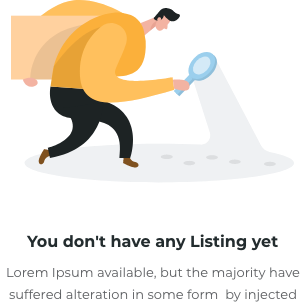 You don't have any Listing yet
Lorem Ipsum available, but the majority have
suffered alteration in some form  by injected